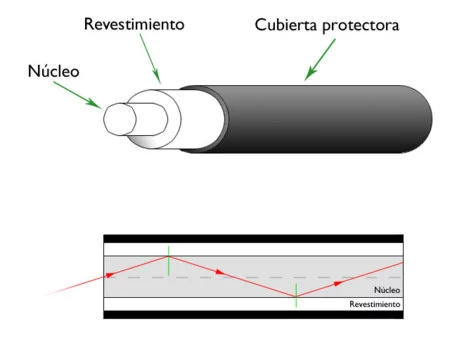 Revestimiento
Cubierta protectora
Núcleo
Núcleo
Revestimiento